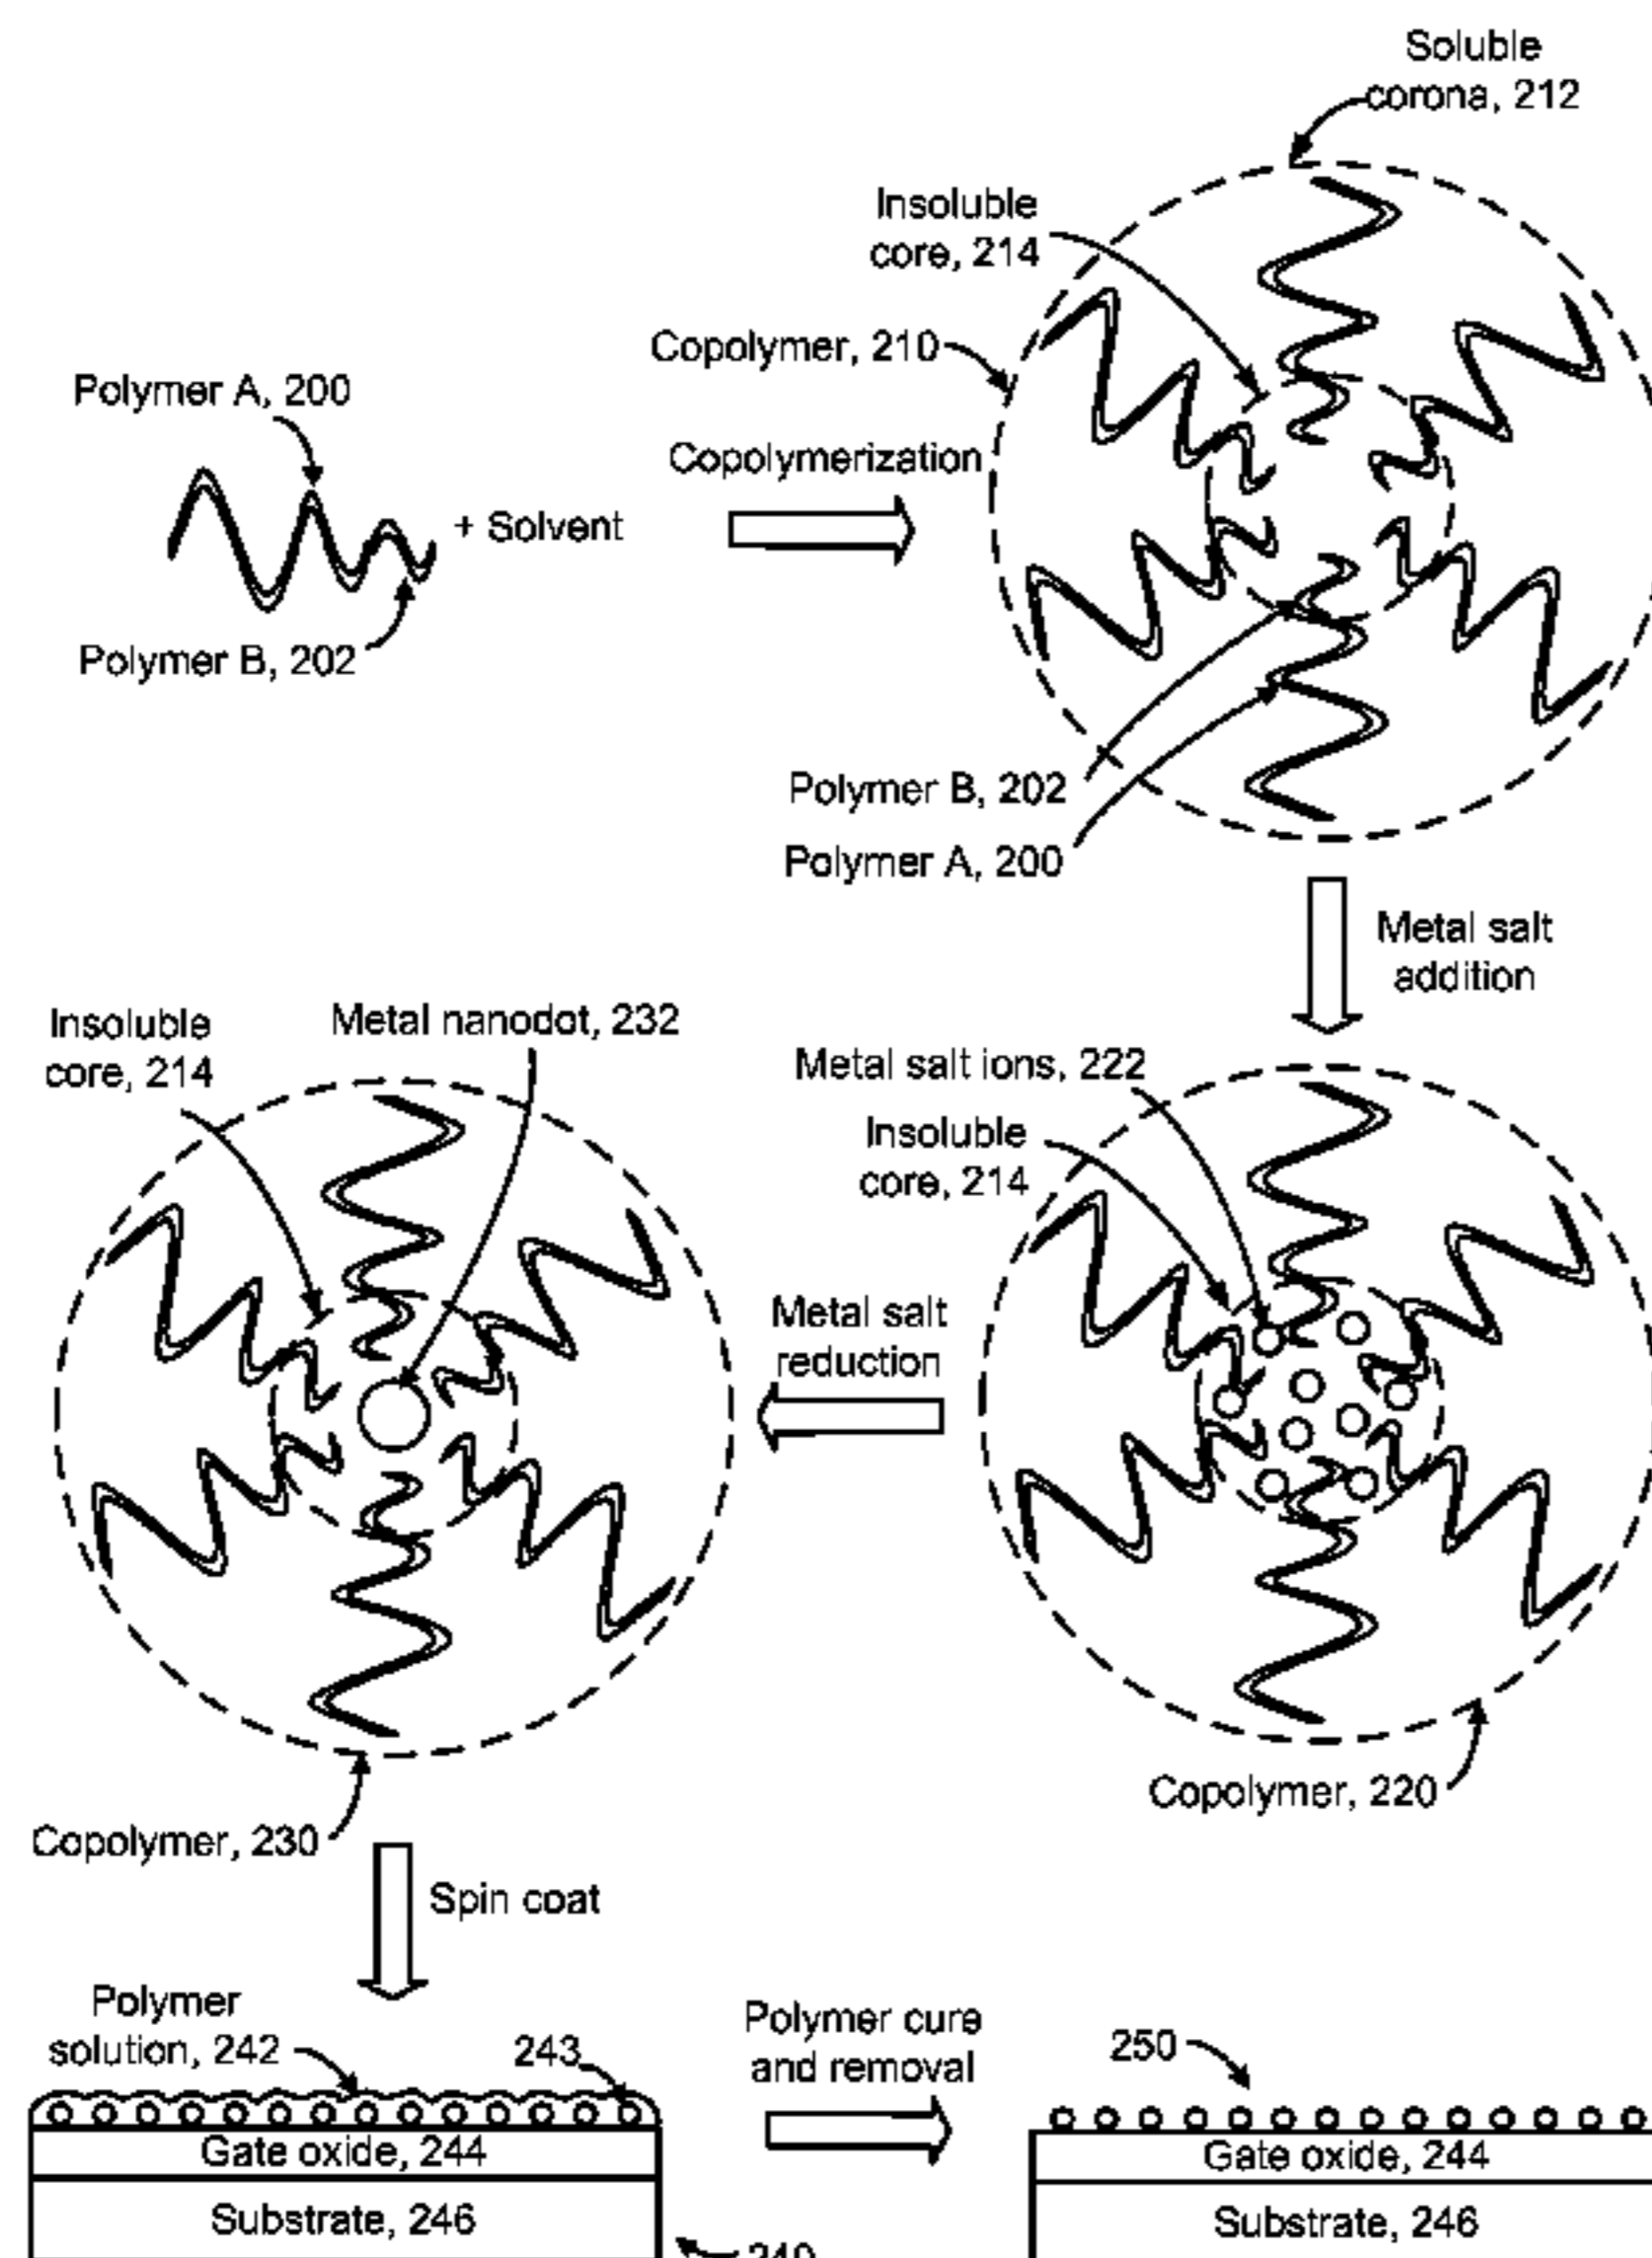 Soluble
corona, 212
Insoluble
core, 214
Copolymer, 210
Polymer A, 200
Copolymerization
+ Solvent
Polymer B, 202
Polymer B, 202
Polymer A, 200
Metal salt
addition
Insoluble
core, 214
Metal nanodot, 232
Metal salt ions, 222
Insoluble
core, 214
Metal salt
reduction
Copolymer, 220
Copolymer, 230
Spin coat
Polymer
solution, 242
243
Polymer cure
and removal
250
Gate oxide, 244
Gate oxide, 244
Substrate, 246
Substrate, 246